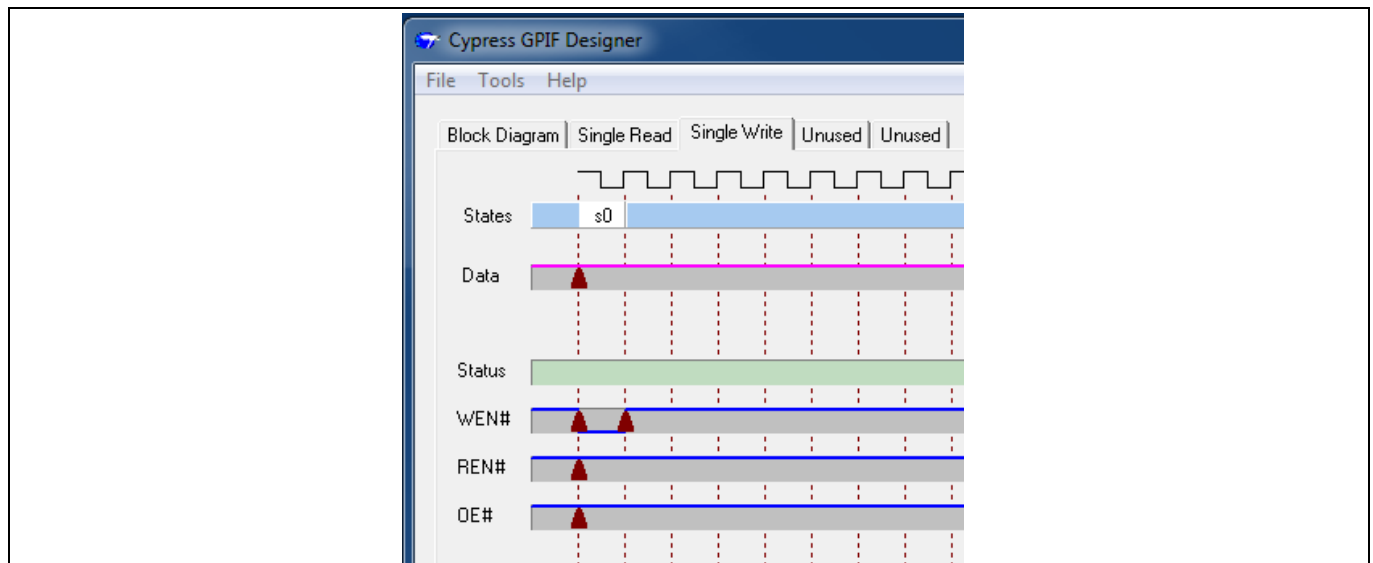 Cypress GPIF Designer
File Tools Help
Block Diagram Single Read Single Write Unused Unused
States s0
Data
Status
WEN#
REN#
OE#